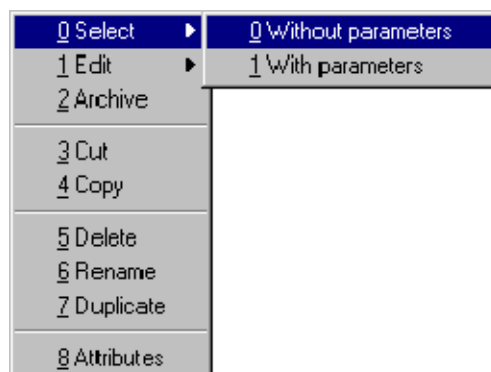 0 Select
0 Without parameters
1 Edit
1 With parameters
2 Archive
3 Cut
4 Copy
5 Delete
6 Rename
7 Duplicate
8 Attributes